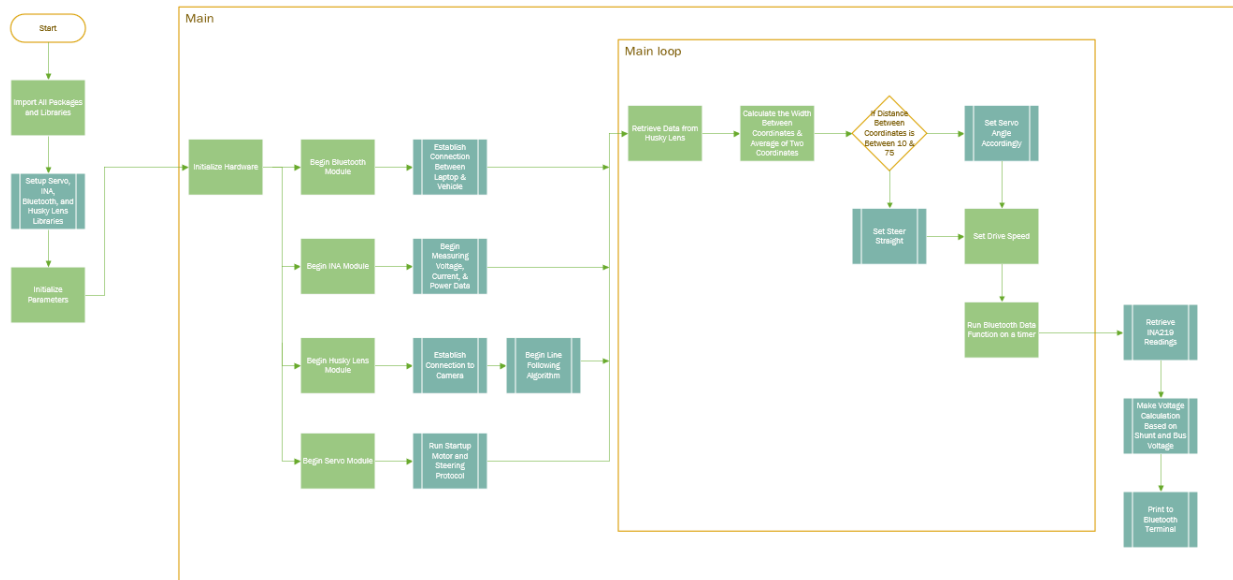 Main
Start
Main loop
Import All Packages
and Libraries
Setup Servo,
INA,
Bluetooth, and
Husky Lens
Libraries
Initialize
Parameters
Initialize Hardware
Begin Bluetooth
Module
Establish
Connection
Between
Laptop &
Vehicle
Begin INA Module
Begin
Measuring
Voltage,
Current, &
Power Data
Begin Husky Lens
Module
Establish
Connection to
Camera
Begin Line
Following
Algorithm
Begin Servo Module
Run Startup
Motor and
Steering
Protocol
Retrieve Data from
Husky Lens
Calculate the Width
Between
Coordinates &
Average of Two
Coordinates
If Distance
Between
Coordinates is
Between 10 &
75
Set Servo
Angle
Accordingly
Set Steer
Straight
Set Drive Speed
Run Bluetooth Data
Function on a timer
Retrieve
INA219
Readings
Make Voltage
Calculation
Based on
Shunt and Bus
Voltage
Print to
Bluetooth
Terminal